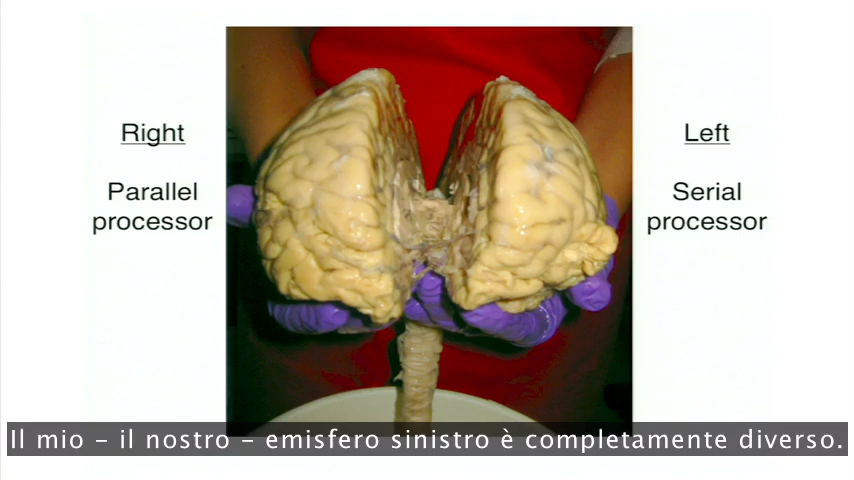 Right
Parallel
processor
Left
Serial
processor
Il mio – il nostro – emisfero sinistro è completamente diverso.